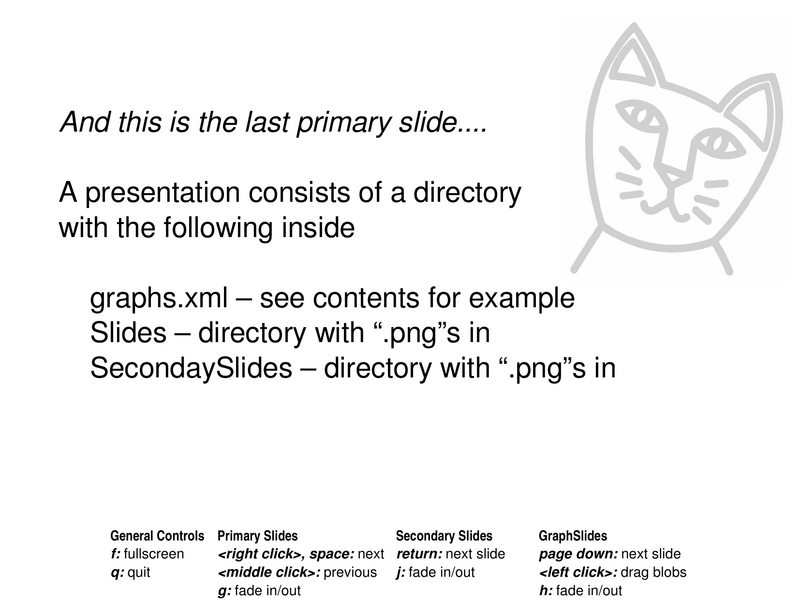 And this is the last primary slide....
A presentation consists of a directory
with the following inside
graphs.xml – see contents for example
Slides – directory with “.png”s in
SecondaySlides – directory with “.png”s in
General Controls
f: fullscreen
q: quit
Primary Slides
<right click>, space: next
<middle click>: previous
g: fade in/out
Secondary Slides
return: next slide
j: fade in/out
GraphSlides
page down: next slide
<left click>: drag blobs
h: fade in/out